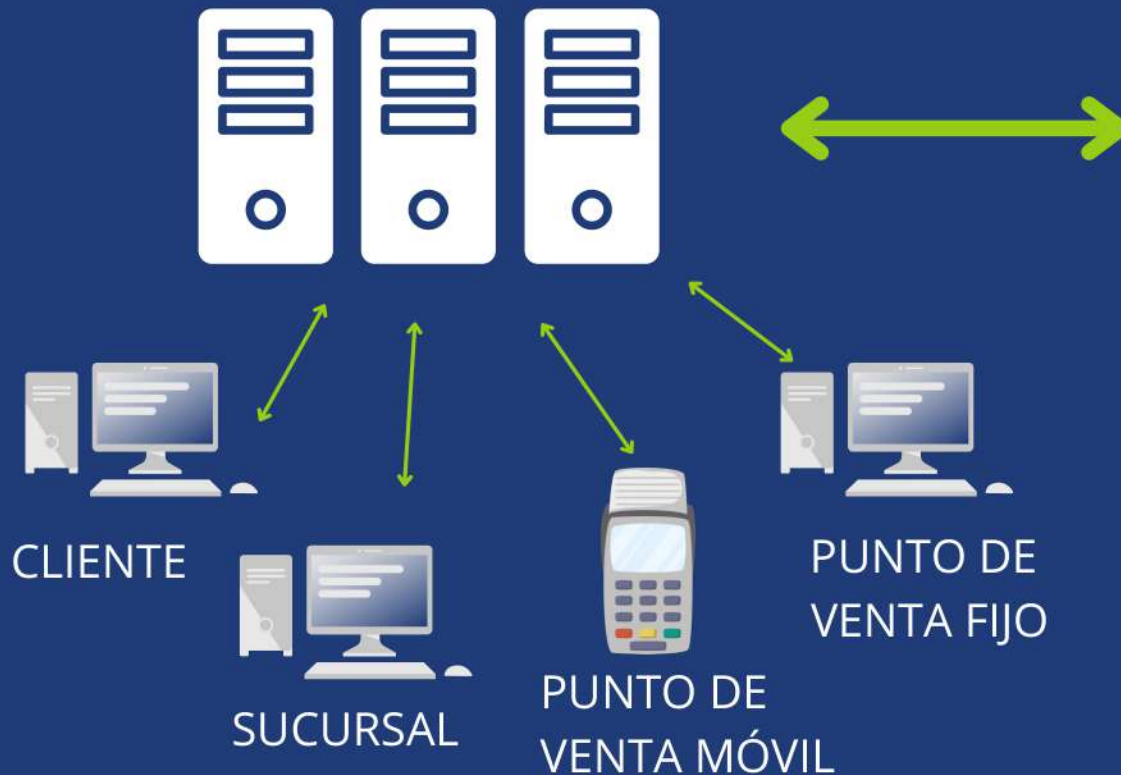 CLIENTE
SUCURSAL
PUNTO DE
VENTA MÓVIL
PUNTO DE
VENTA FIJO